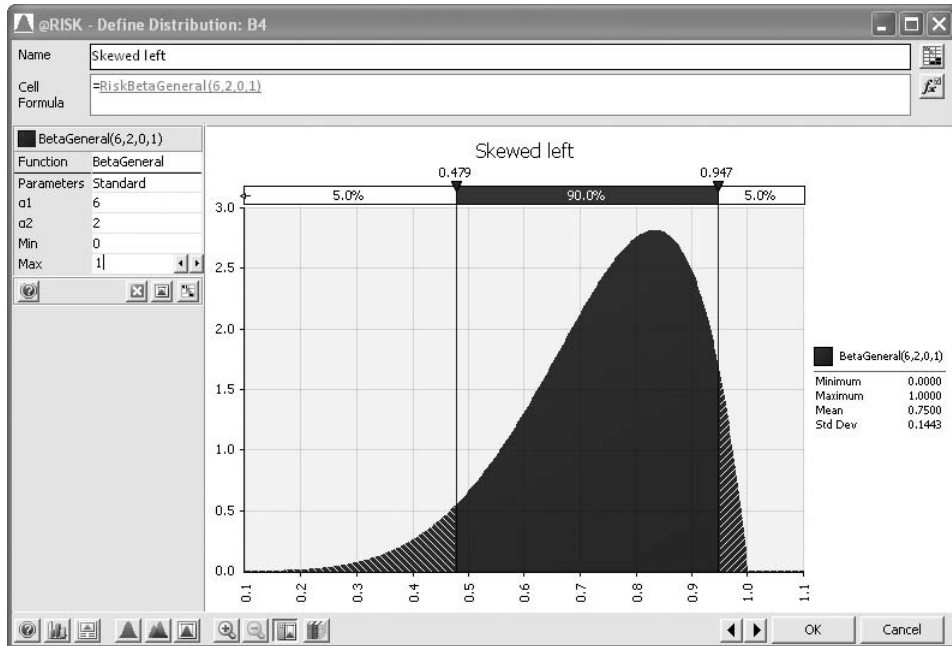 @RISK - Define Distribution: B4
Name Skewed left
Cell Formula =RiskBetaGeneral(6,2,0,1)
BetaGeneral(6,2,0,1)
Function BetaGeneral
Parameters Standard
α1 6
α2 2
Min 0
Max 1
Skewed left
0.479 0.947
5.0% 90.0% 5.0%
3.0
2.5
2.0
1.5
1.0
0.5
0.0
0.1 0.2 0.3 0.4 0.5 0.6 0.7 0.8 0.9 1.0 1.1
BetaGeneral(6,2,0,1)
Minimum 0.0000
Maximum 1.0000
Mean 0.7500
Std Dev 0.1443
OK Cancel